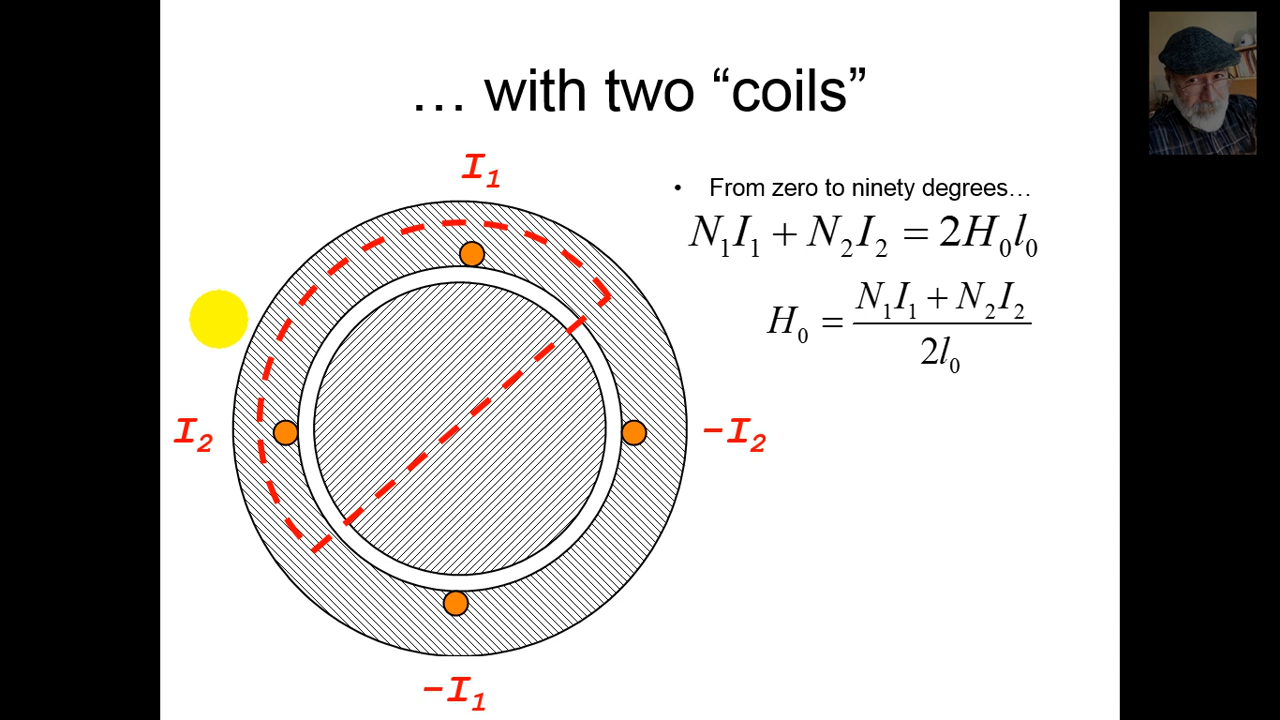 … with two “coils”
I₁
• From zero to ninety degrees…
N₁I₁ + N₂I₂ = 2H₀l₀
H₀ = (N₁I₁ + N₂I₂) / 2l₀
I₂
-I₂
-I₁